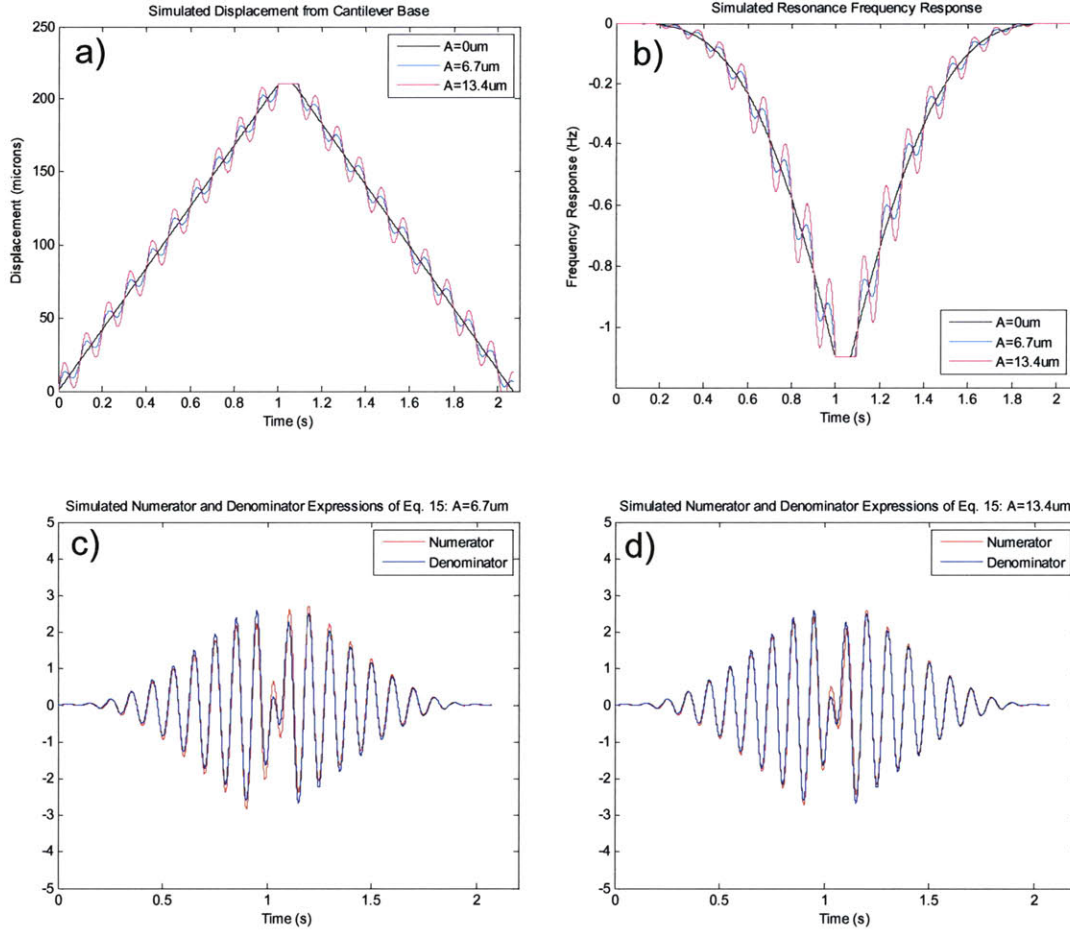 Simulated Displacement from Cantilever Base
a)
A=0um
A=6.7um
A=13.4um
250
200
150
100
50
0
Displacement (microns)
0 0.2 0.4 0.6 0.8 1 1.2 1.4 1.6 1.8 2
Time (s)
Simulated Resonance Frequency Response
b)
0
-0.2
-0.4
-0.6
-0.8
-1
Frequency Response (Hz)
A=0um
A=6.7um
A=13.4um
0 0.2 0.4 0.6 0.8 1 1.2 1.4 1.6 1.8 2
Time (s)
Simulated Numerator and Denominator Expressions of Eq. 15: A=6.7um
c)
Numerator
Denominator
5
4
3
2
1
0
-1
-2
-3
-4
-5
0 0.5 1 1.5 2
Time (s)
Simulated Numerator and Denominator Expressions of Eq. 15: A=13.4um
d)
Numerator
Denominator
5
4
3
2
1
0
-1
-2
-3
-4
-5
0 0.5 1 1.5 2
Time (s)